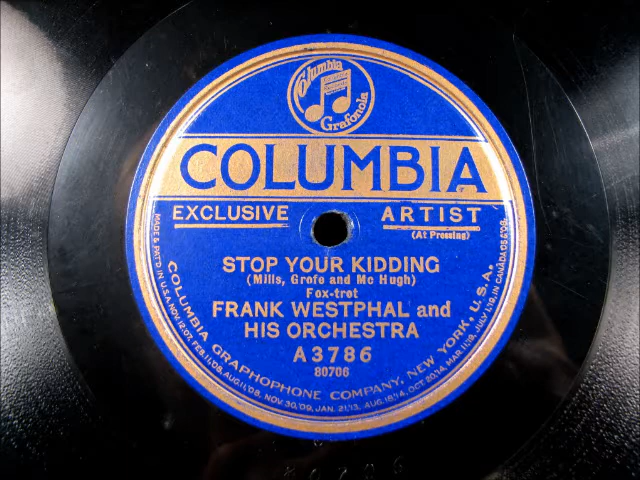 Columbia
Grafonola
COLUMBIA
EXCLUSIVE ARTIST
(At Pressing)
STOP YOUR KIDDING
(Mills, Grofe and Mc Hugh)
Fox-trot
FRANK WESTPHAL and
HIS ORCHESTRA
A3786
80706
COLUMBIA GRAPHOPHONE COMPANY, NEW YORK, U.S.A.
MADE & PAT'D IN U.S.A. NOV. 12,'07, FEB. 11,'08, AUG. 11,'08, NOV. 30,'09, JAN. 21,'13, AUG. 18,'14, OCT. 20,'14, MAR. 11,'19, JULY 1,'19, IN CANADA